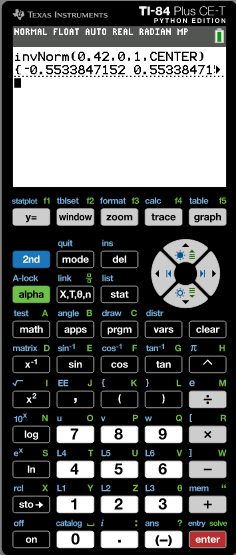 TEXAS INSTRUMENTS TI-84 Plus CE-T
PYTHON EDITION
NORMAL FLOAT AUTO REAL RADIAN MP
invNorm(0.42,0,1,CENTER)
{-0.5533847152 0.55338471
statplot f1 tblset f2 format f3 calc f4 table f5
y= window zoom trace graph
quit ins
2nd mode del
A-lock link list
alpha X,T,θ,n stat
test A angle B draw C distr
math apps prgm vars clear
matrix D sin⁻¹ E cos⁻¹ F tan⁻¹ G π H
x⁻¹ sin cos tan ^
√ I EE J { K } L e M
x² , ( ) ÷
10ˣ N u O v P w Q [ R
log 7 8 9 ×
eˣ S L4 T L5 U L6 V ] W
ln 4 5 6 −
rcl X L1 Y L2 Z L3 θ mem "
sto→ 1 2 3 +
off catalog ⎵ i : ans ? entry solve
on 0 . (−) enter